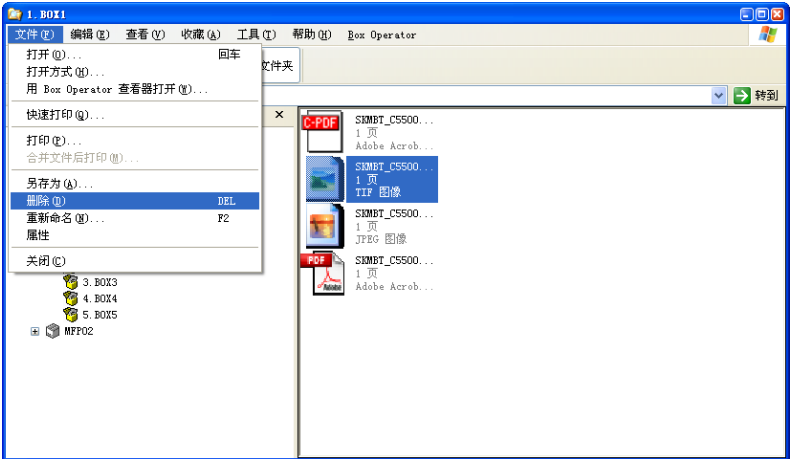 1. BOX1
文件(F) 编辑(E) 查看(V) 收藏(A) 工具(T) 帮助(H) Box Operator
打开(O)... 回车
打开方式(H)...
用 Box Operator 查看器打开(W)...
快速打印(Q)...
打印(P)...
合并文件后打印(M)...
另存为(A)...
删除(D) DEL
重新命名(N)... F2
属性
关闭(C)
文件夹
转到
3. BOX3
4. BOX4
5. BOX5
MFP02
C-PDF
SKMBT_C5500...
1 页
Adobe Acrob...
SKMBT_C5500...
1 页
TIF 图像
SKMBT_C5500...
1 页
JPEG 图像
PDF
Adobe
SKMBT_C5500...
1 页
Adobe Acrob...